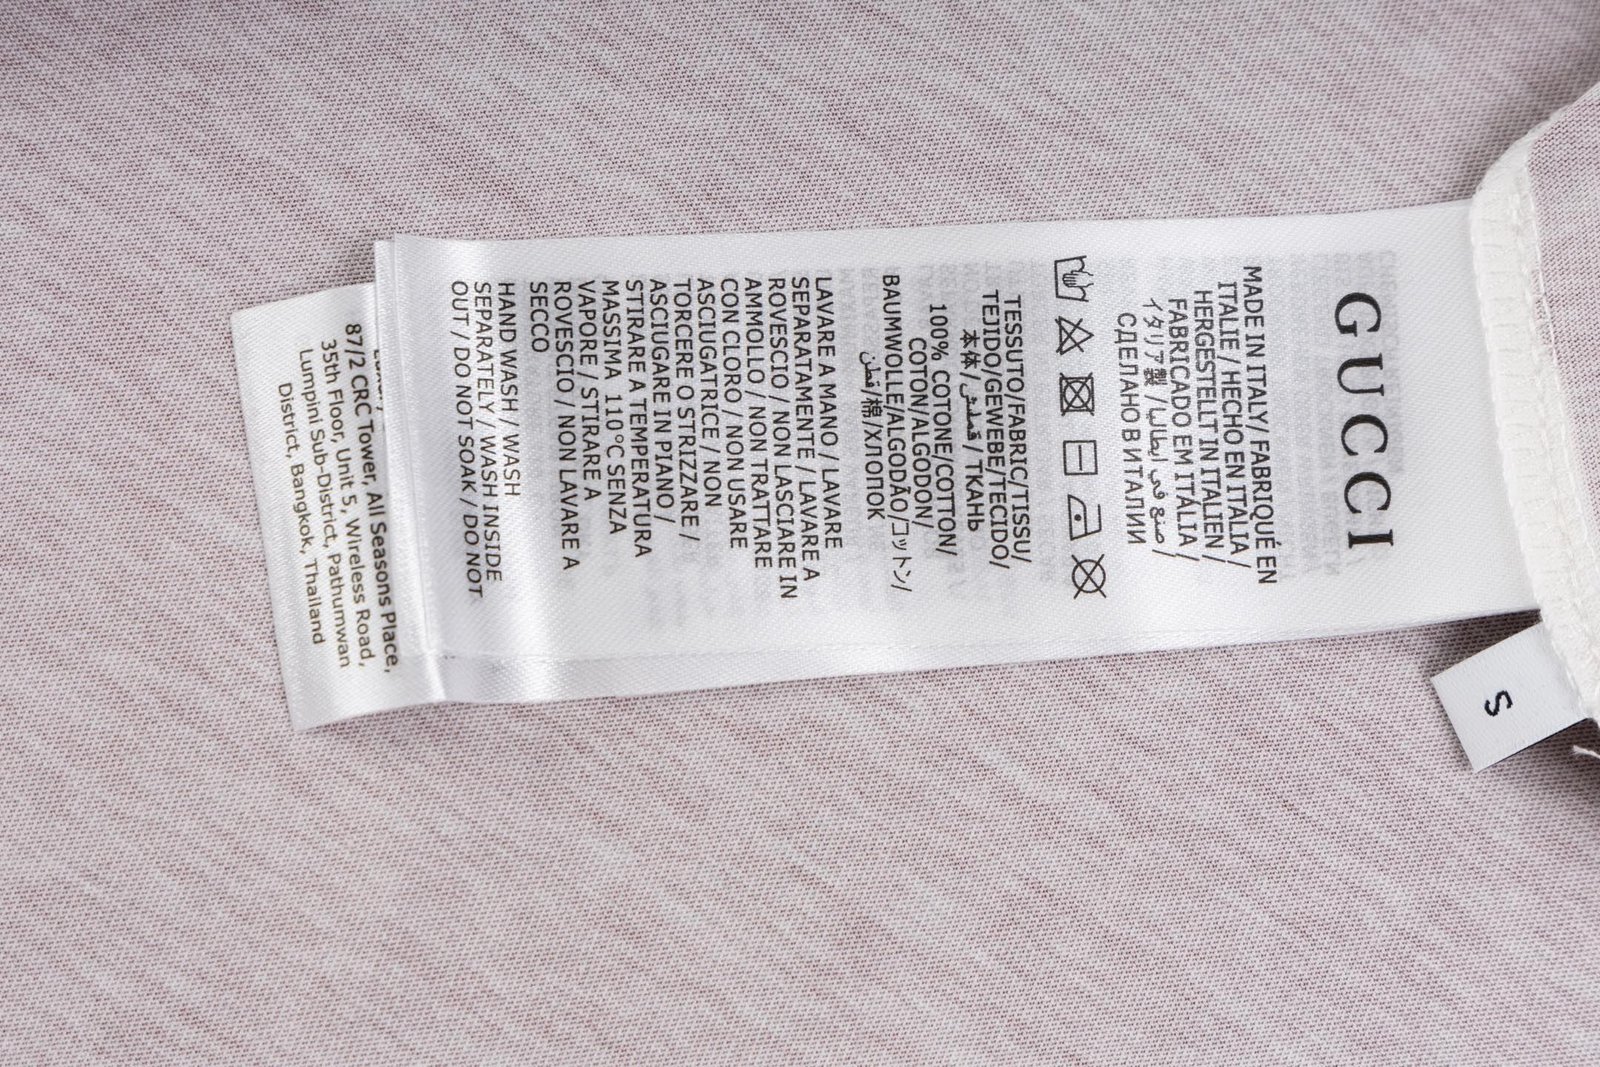 GUCCI
MADE IN ITALY/ FABRIQUÉ EN
ITALIE / HECHO EN ITALIA /
HERGESTELLT IN ITALIEN /
FABRICADO EM ITÁLIA /
イタリア製 / صنع في ايطاليا /
СДЕЛАНО В ИТАЛИИ
TESSUTO/FABRIC/TISSU/
TEJIDO/GEWEBE/TECIDO/
本体/ قماش / ТКАНЬ
100% COTONE/COTTON/
COTON/ALGODON/
BAUMWOLLE/ALGODÃO/コットン/
قطن/棉/ХЛОПОК
LAVARE A MANO / LAVARE
SEPARATAMENTE / LAVARE A
ROVESCIO / NON LASCIARE IN
AMMOLLO / NON TRATTARE
CON CLORO / NON USARE
ASCIUGATRICE / NON
TORCERE O STRIZZARE /
ASCIUGARE IN PIANO /
STIRARE A TEMPERATURA
MASSIMA 110°C SENZA
VAPORE / STIRARE A
ROVESCIO / NON LAVARE A
SECCO
HAND WASH / WASH
SEPARATELY / WASH INSIDE
OUT / DO NOT SOAK / DO NOT
87/2 CRC Tower, All Seasons Place,
35th Floor, Unit 5, Wireless Road,
Lumpini Sub-District, Pathumwan
District, Bangkok, Thailand
S